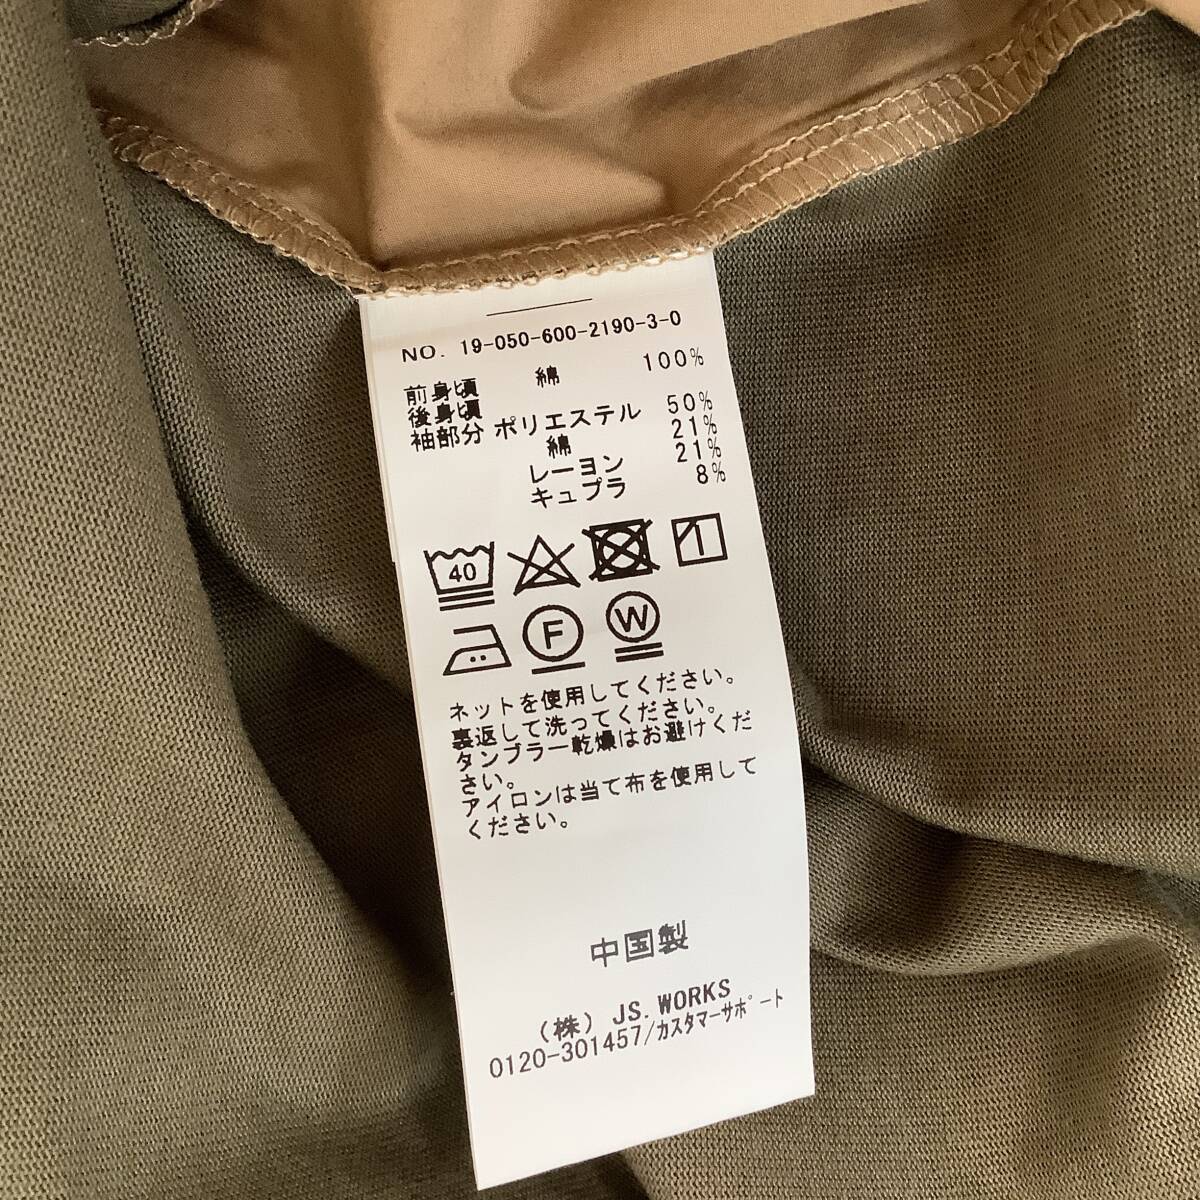 NO. 19-050-600-2190-3-0
前身頃 綿 100%
後身頃
袖部分 ポリエステル 50%
綿 21%
レーヨン 21%
キュプラ 8%
40
F W
ネットを使用してください。
裏返して洗ってください。
タンブラー乾燥はお避けくだ
さい。
アイロンは当て布を使用して
ください。
中国製
(株) JS. WORKS
0120-301457/カスタマーサポート